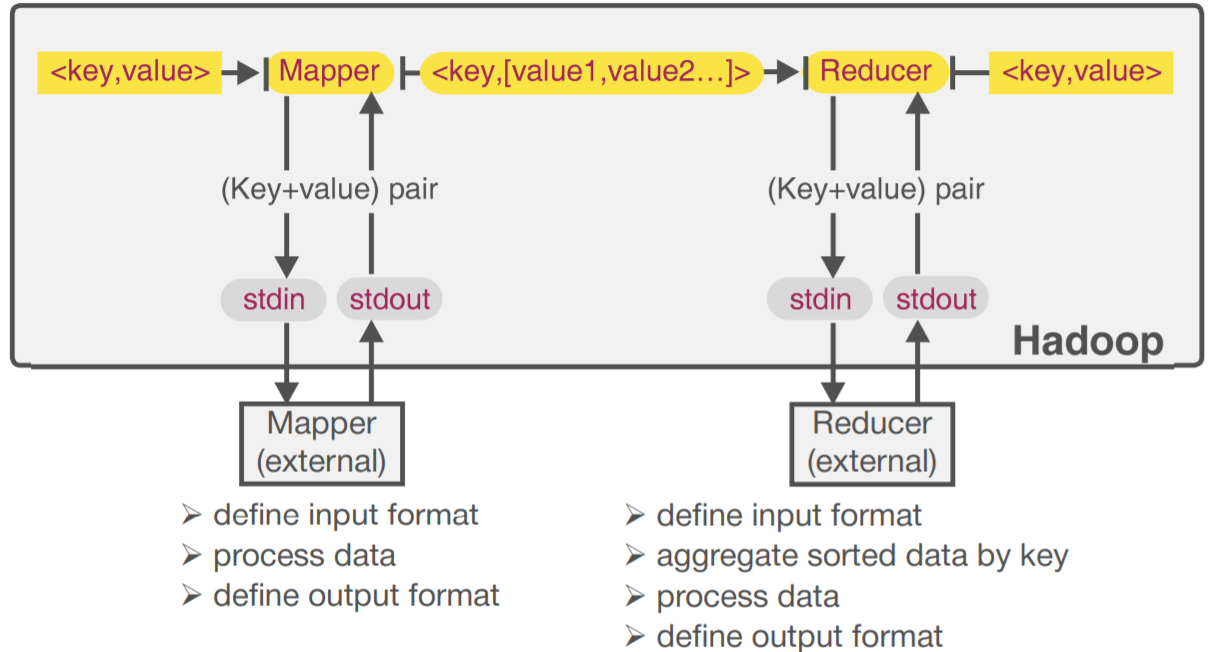 <key,value>
Mapper
<key,[value1,value2...]>
Reducer
<key,value>
(Key+value) pair
(Key+value) pair
stdin
stdout
stdin
stdout
Hadoop
Mapper
(external)
Reducer
(external)
➢ define input format
➢ process data
➢ define output format
➢ define input format
➢ aggregate sorted data by key
➢ process data
➢ define output format